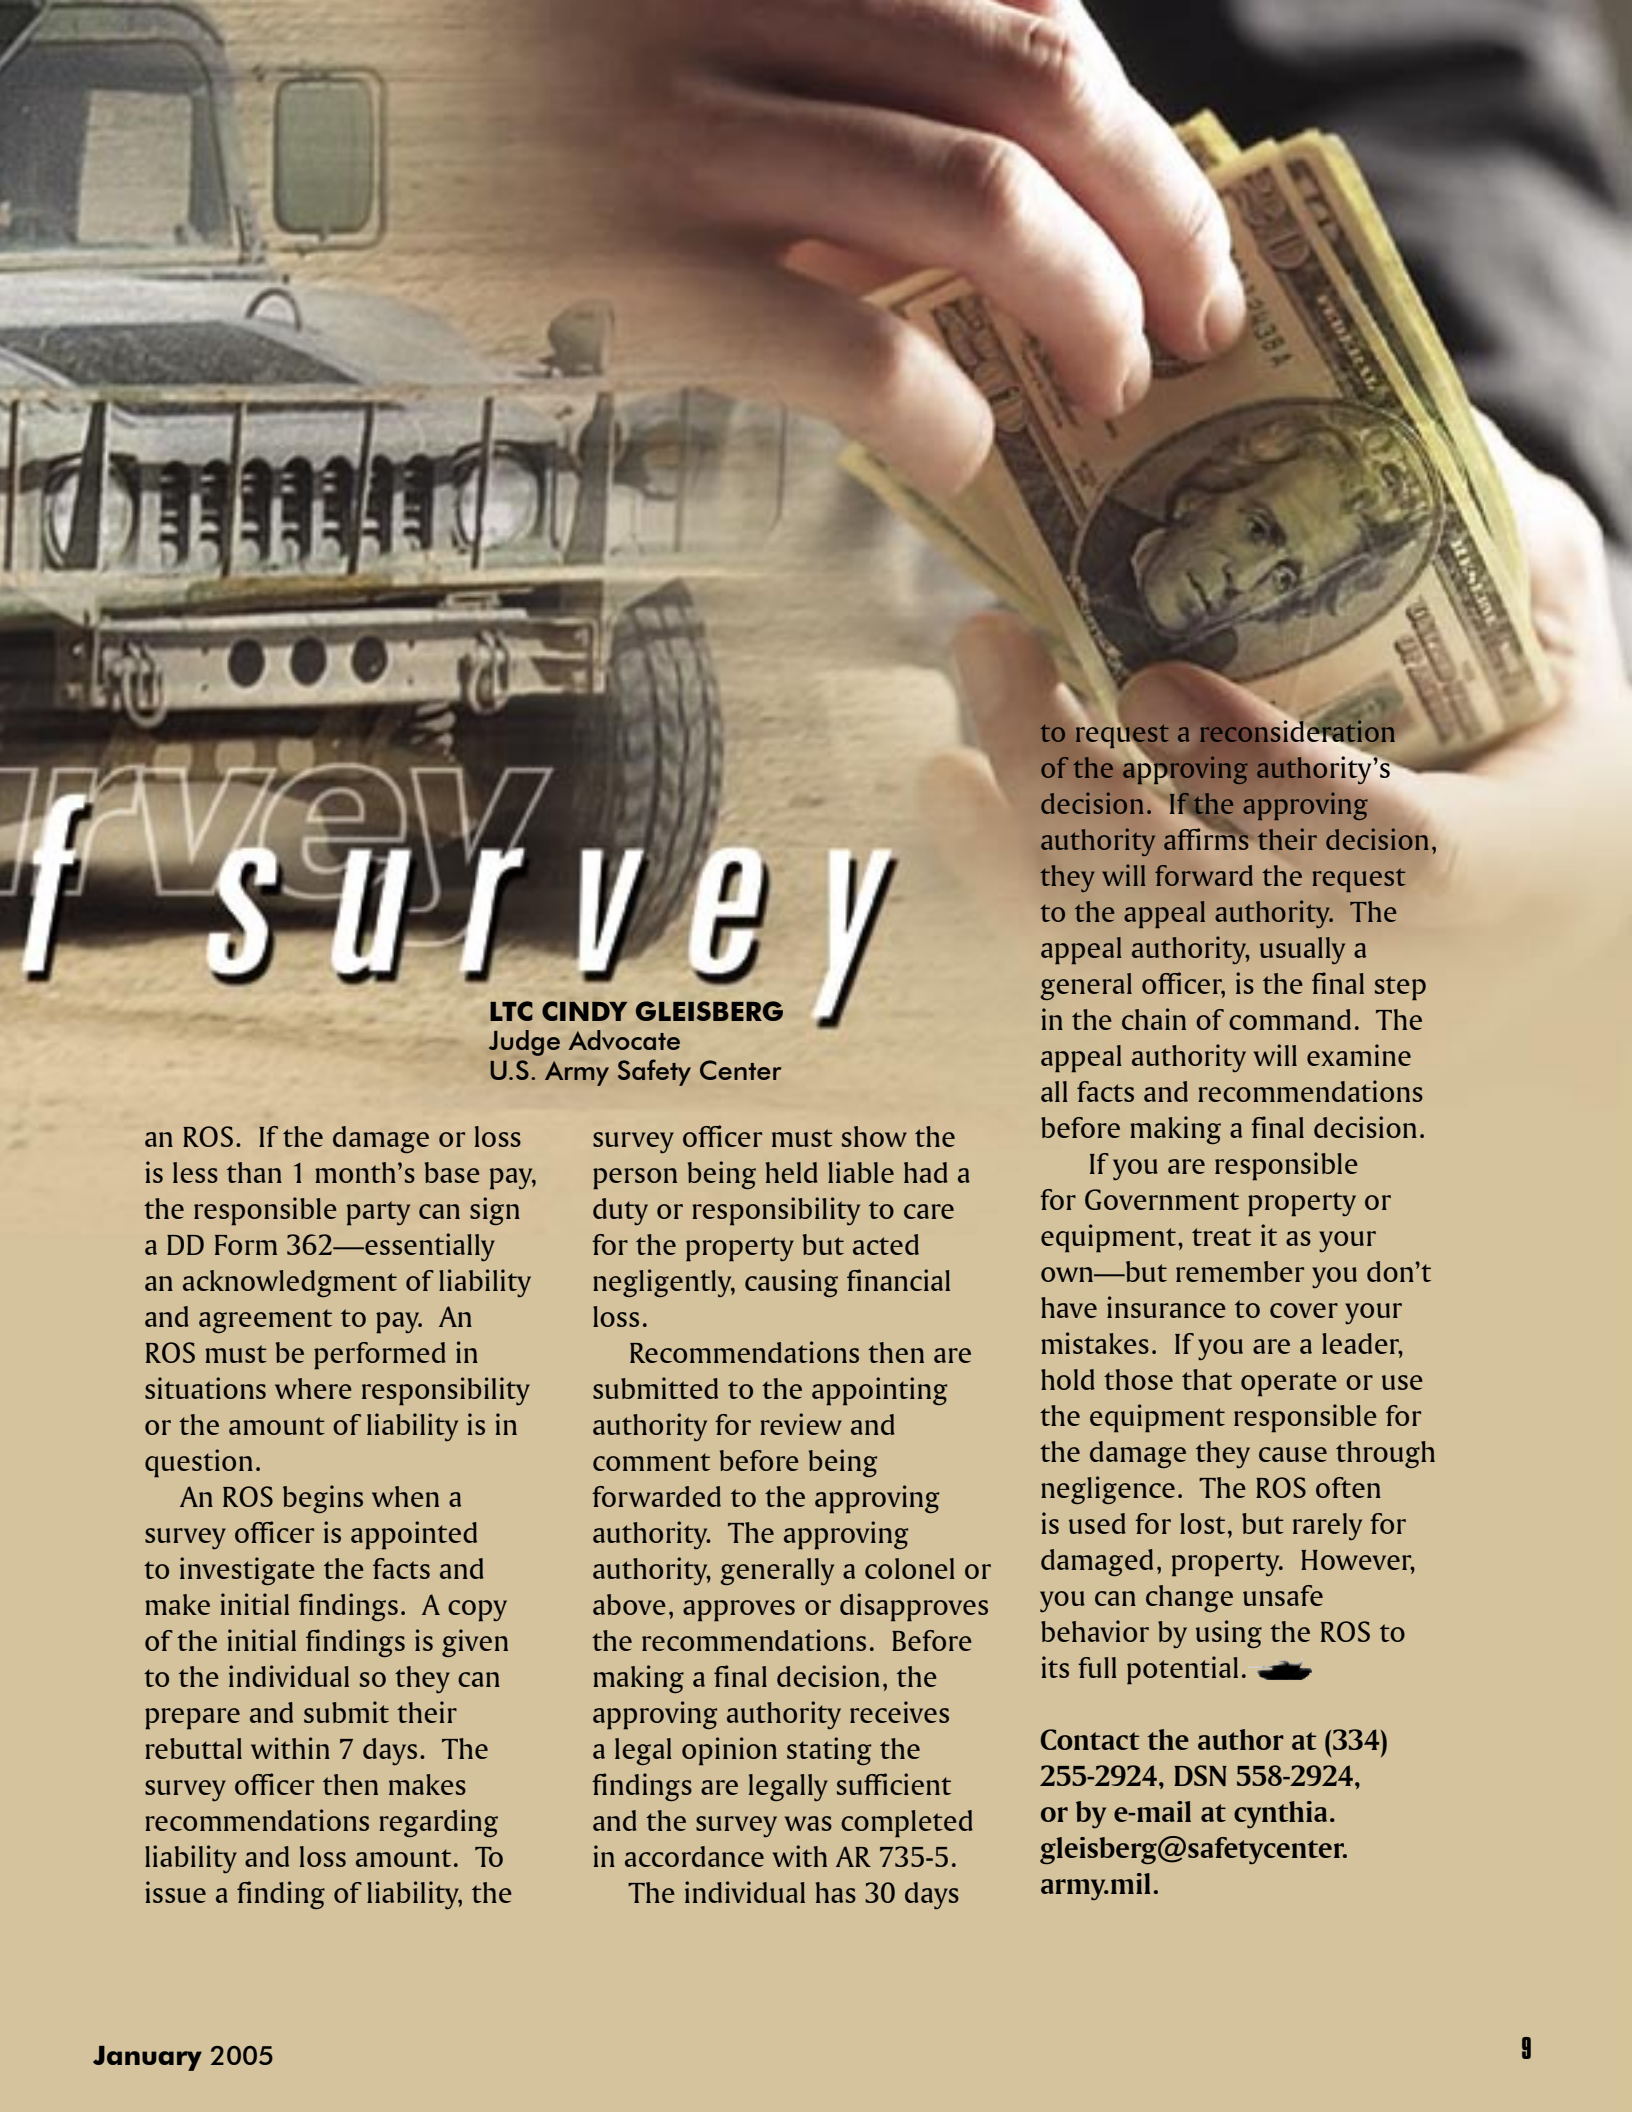 urvey
f survey
LTC CINDY GLEISBERG
Judge Advocate
U.S. Army Safety Center
an ROS.  If the damage or loss
is less than 1 month's base pay,
the responsible party can sign
a DD Form 362—essentially
an acknowledgment of liability
and agreement to pay.  An
ROS must be performed in
situations where responsibility
or the amount of liability is in
question.
An ROS begins when a
survey officer is appointed
to investigate the facts and
make initial findings.  A copy
of the initial findings is given
to the individual so they can
prepare and submit their
rebuttal within 7 days.  The
survey officer then makes
recommendations regarding
liability and loss amount.  To
issue a finding of liability, the
survey officer must show the
person being held liable had a
duty or responsibility to care
for the property but acted
negligently, causing financial
loss.
Recommendations then are
submitted to the appointing
authority for review and
comment before being
forwarded to the approving
authority.  The approving
authority, generally a colonel or
above, approves or disapproves
the recommendations.  Before
making a final decision, the
approving authority receives
a legal opinion stating the
findings are legally sufficient
and the survey was completed
in accordance with AR 735-5.
The individual has 30 days
to request a reconsideration
of the approving authority's
decision.  If the approving
authority affirms their decision,
they will forward the request
to the appeal authority.  The
appeal authority, usually a
general officer, is the final step
in the chain of command.  The
appeal authority will examine
all facts and recommendations
before making a final decision.
If you are responsible
for Government property or
equipment, treat it as your
own—but remember you don't
have insurance to cover your
mistakes.  If you are a leader,
hold those that operate or use
the equipment responsible for
the damage they cause through
negligence.  The ROS often
is used for lost, but rarely for
damaged, property.  However,
you can change unsafe
behavior by using the ROS to
its full potential.
Contact the author at (334)
255-2924, DSN 558-2924,
or by e-mail at cynthia.
gleisberg@safetycenter.
army.mil.
January 2005
9